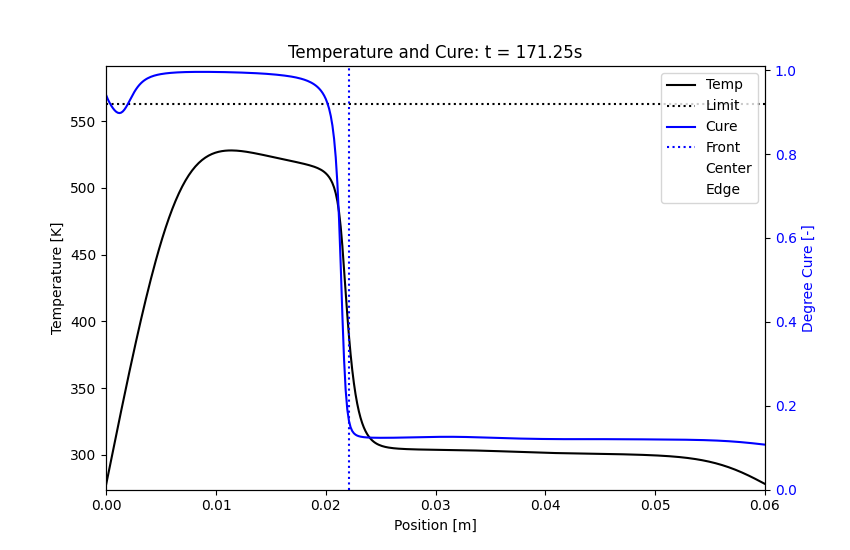 Temperature and Cure: t = 171.25s
Temperature [K]
550
500
450
400
350
300
Temp
Limit
Cure
Front
Center
Edge
1.0
0.8
0.6
0.4
0.2
0.0
Degree Cure [-]
0.00
0.01
0.02
0.03
0.04
0.05
0.06
Position [m]